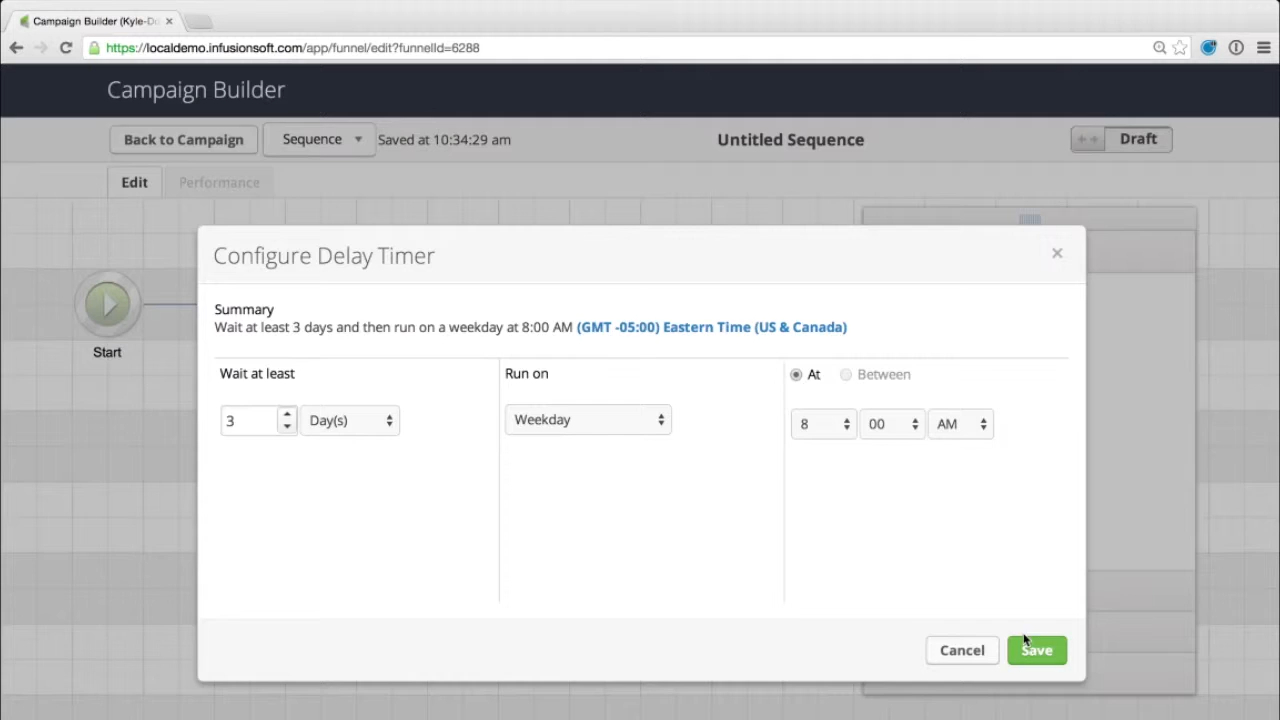 Campaign Builder (Kyle-Du
https://localdemo.infusionsoft.com/app/funnel/edit?funnelId=6288
Campaign Builder
Back to Campaign Sequence Saved at 10:34:29 am Untitled Sequence Draft
Edit Performance
Configure Delay Timer
Summary
Wait at least 3 days and then run on a weekday at 8:00 AM (GMT -05:00) Eastern Time (US & Canada)
Wait at least Run on At Between
3 Day(s) Weekday 8 00 AM
Start
Cancel Save